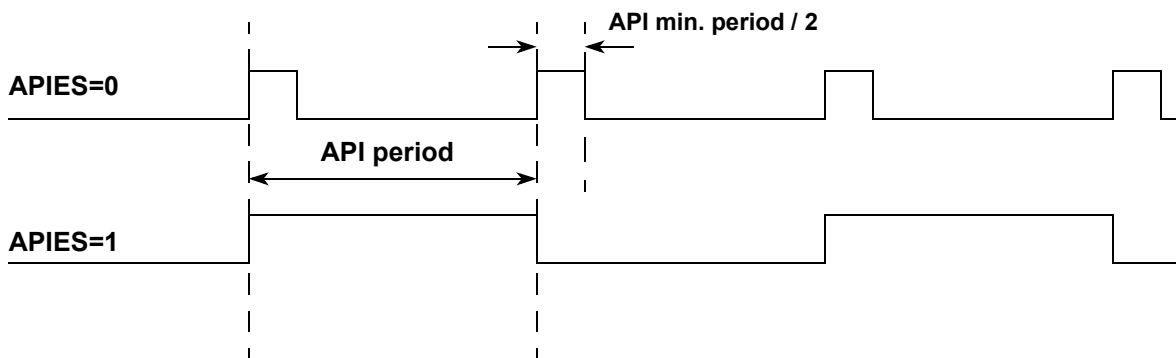 API min. period / 2
APIES=0
API period
APIES=1